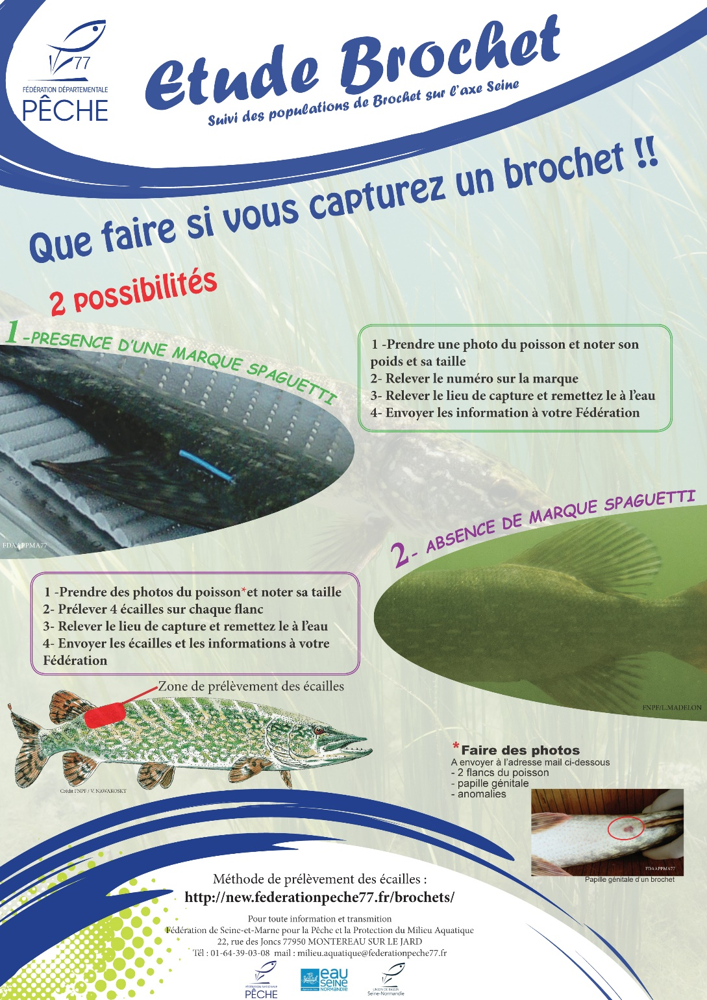 77
FÉDÉRATION DÉPARTEMENTALE
PÊCHE
Etude Brochet
Suivi des populations de Brochet sur l'axe Seine
Que faire si vous capturez un brochet !!
2 possibilités
1-PRESENCE D'UNE MARQUE SPAGUETTI
1 -Prendre une photo du poisson et noter son
poids et sa taille
2- Relever le numéro sur la marque
3- Relever le lieu de capture et remettez le à l'eau
4- Envoyer les information à votre Fédération
FDAAPPMA77
2- ABSENCE DE MARQUE SPAGUETTI
1 -Prendre des photos du poisson*et noter sa taille
2- Prélever 4 écailles sur chaque flanc
3- Relever le lieu de capture et remettez le à l'eau
4- Envoyer les écailles et les informations à votre
Fédération
FNPF/L.MADELON
Zone de prélèvement des écailles
Crédit FNPF / V. NAWAKOSKY
*Faire des photos
A envoyer à l'adresse mail ci-dessous
- 2 flancs du poisson
- papille génitale
- anomalies
FDAAPPMA77
Papille génitale d'un brochet
Méthode de prélèvement des écailles :
http://new.federationpeche77.fr/brochets/
Pour toute information et transmition
Fédération de Seine-et-Marne pour la Pêche et la Protection du Milieu Aquatique
22, rue des Joncs 77950 MONTEREAU SUR LE JARD
Tél : 01-64-39-03-08 mail : milieu.aquatique@federationpeche77.fr
FÉDÉRATION NATIONALE
PÊCHE
eau
SEINE
NORMANDIE
UNION DE BASSIN
Seine-Normandie